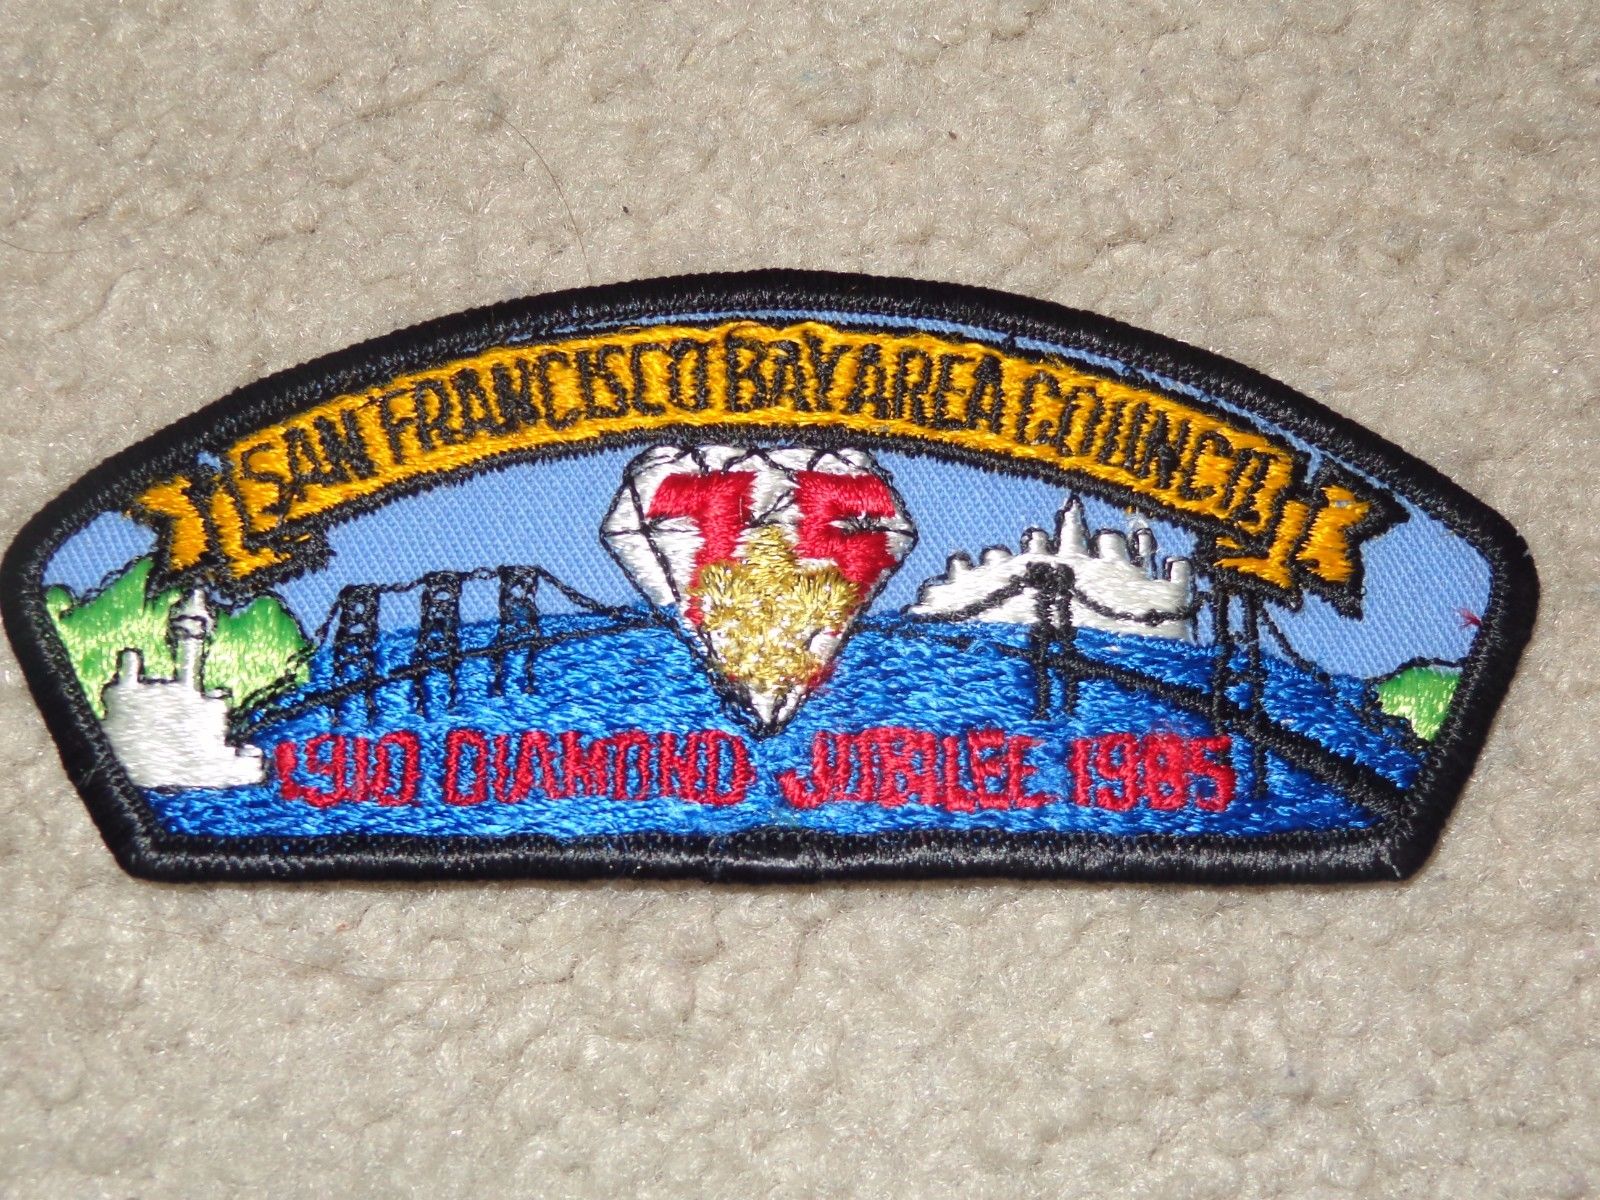 SAN FRANCISCO BAY AREA COUNCIL
75
1910 DIAMOND JUBILEE 1985